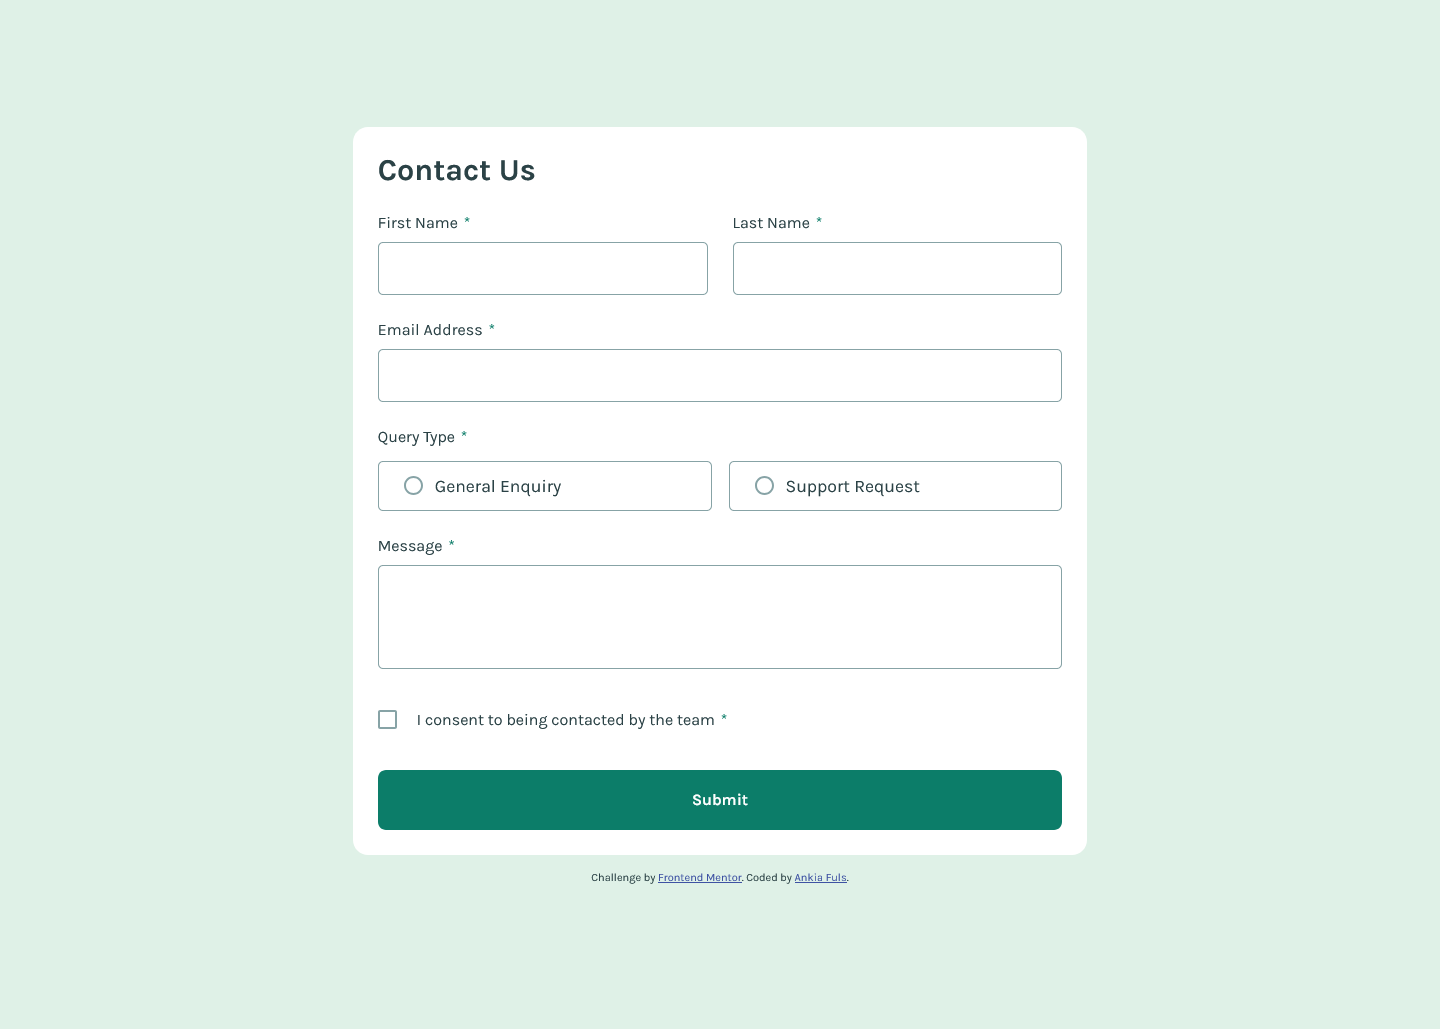 Contact Us
First Name *
Last Name *
Email Address *
Query Type *
General Enquiry
Support Request
Message *
I consent to being contacted by the team *
Submit
Challenge by Frontend Mentor. Coded by Ankia Fuls.